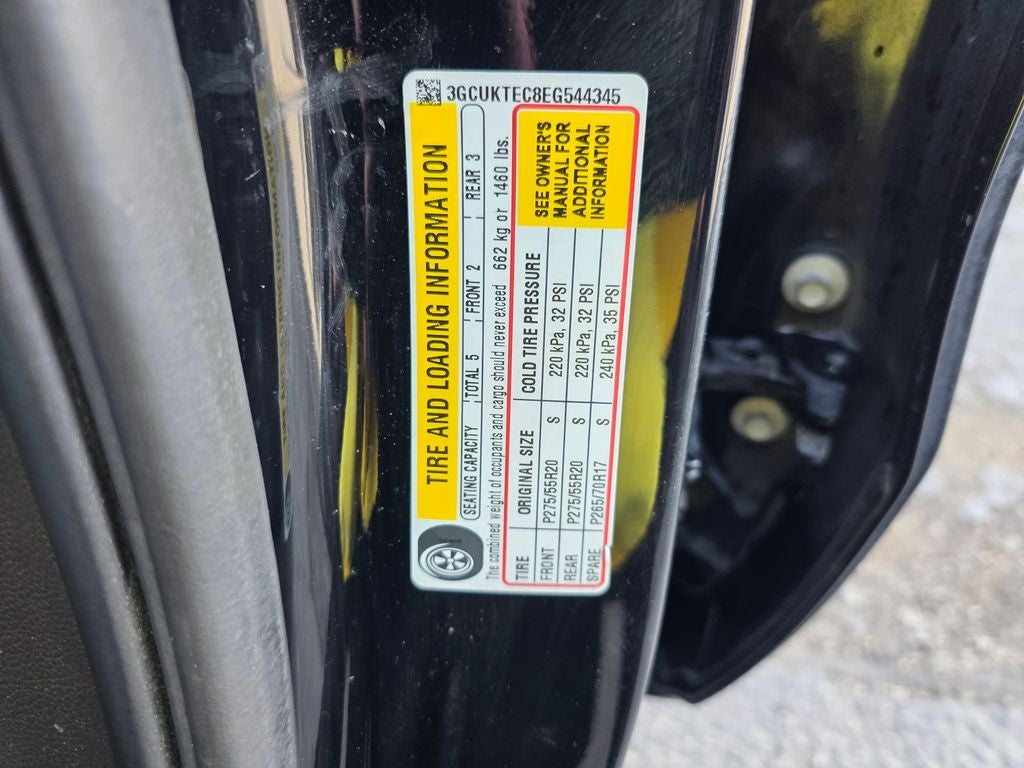 3GCUKTEC8EG544345
TIRE AND LOADING INFORMATION
SEATING CAPACITY TOTAL 5 FRONT 2 REAR 3
The combined weight of occupants and cargo should never exceed 662 kg or 1460 lbs.
TIRE ORIGINAL SIZE COLD TIRE PRESSURE
FRONT P275/55R20 S 220 kPa, 32 PSI
REAR P275/55R20 S 220 kPa, 32 PSI
SPARE P265/70R17 S 240 kPa, 35 PSI
SEE OWNER'S
MANUAL FOR
ADDITIONAL
INFORMATION